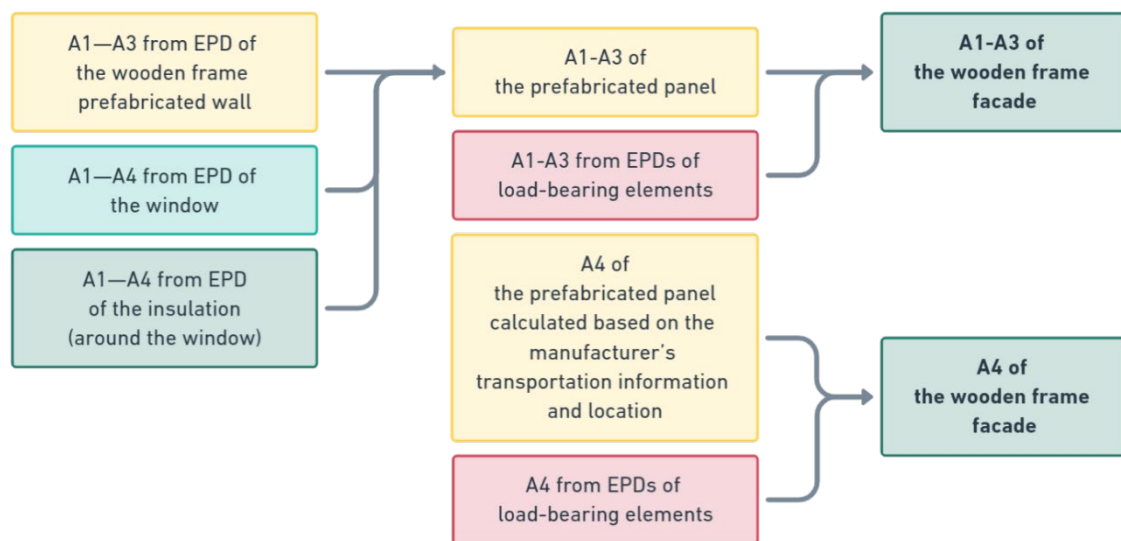 A1—A3 from EPD of
the wooden frame
prefabricated wall
A1—A4 from EPD of
the window
A1—A4 from EPD
of the insulation
(around the window)
A1-A3 of
the prefabricated panel
A1-A3 from EPDs of
load-bearing elements
A4 of
the prefabricated panel
calculated based on the
manufacturer's
transportation information
and location
A4 from EPDs of
load-bearing elements
A1-A3 of
the wooden frame
facade
A4 of
the wooden frame
facade